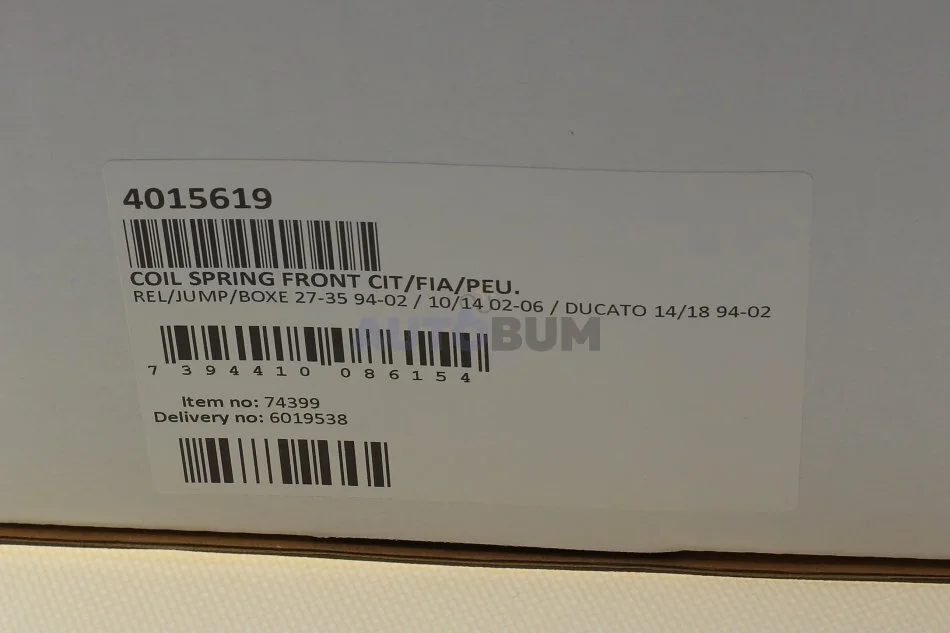 4015619
COIL SPRING FRONT CIT/FIA/PEU.
REL/JUMP/BOXE 27-35 94-02 / 10/14 02-06 / DUCATO 14/18 94-02
AUTOBUM
7 394410 086154
Item no: 74399
Delivery no: 6019538